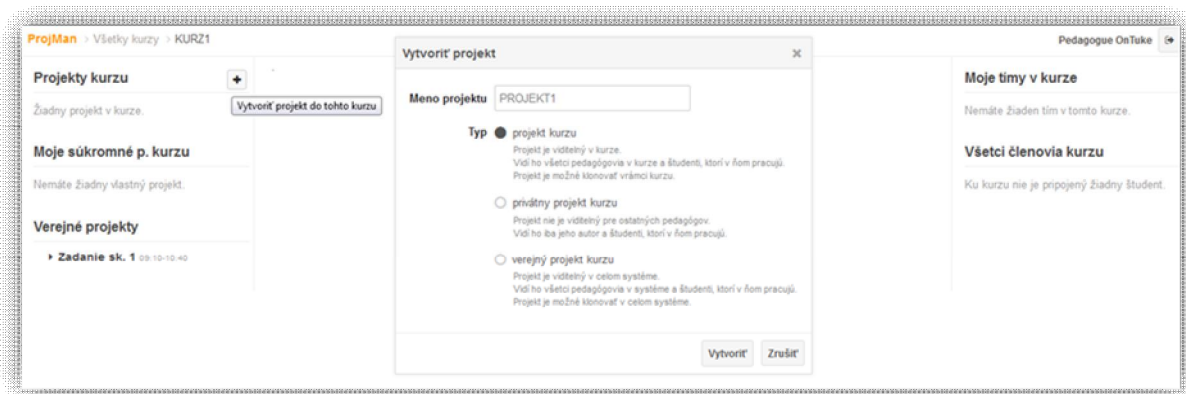 ProjMan > Všetky kurzy > KURZ1
Pedagogue OnTuke
Projekty kurzu
+
Žiadny projekt v kurze.
Vytvoriť projekt do tohto kurzu
Moje súkromné p. kurzu
Nemáte žiadny vlastný projekt.
Verejné projekty
Zadanie sk. 1 09:10-10:40
Vytvoriť projekt
×
Meno projektu PROJEKT1
Typ projekt kurzu
Projekt je viditelný v kurze.
Vidí ho všetci pedagógovia v kurze a študenti, ktorí v ňom pracujú.
Projekt je možné klonovať vrámci kurzu.
privátny projekt kurzu
Projekt nie je viditelný pre ostatných pedagógov.
Vidí ho iba jeho autor a študenti, ktorí v ňom pracujú.
verejný projekt kurzu
Projekt je viditelný v celom systéme.
Vidí ho všetci pedagógovia v systéme a študenti, ktorí v ňom pracujú.
Projekt je možné klonovať v celom systéme.
Vytvoriť Zrušiť
Moje timy v kurze
Nemáte žiaden tím v tomto kurze.
Všetci členovia kurzu
Ku kurzu nie je pripojený žiadny študent.